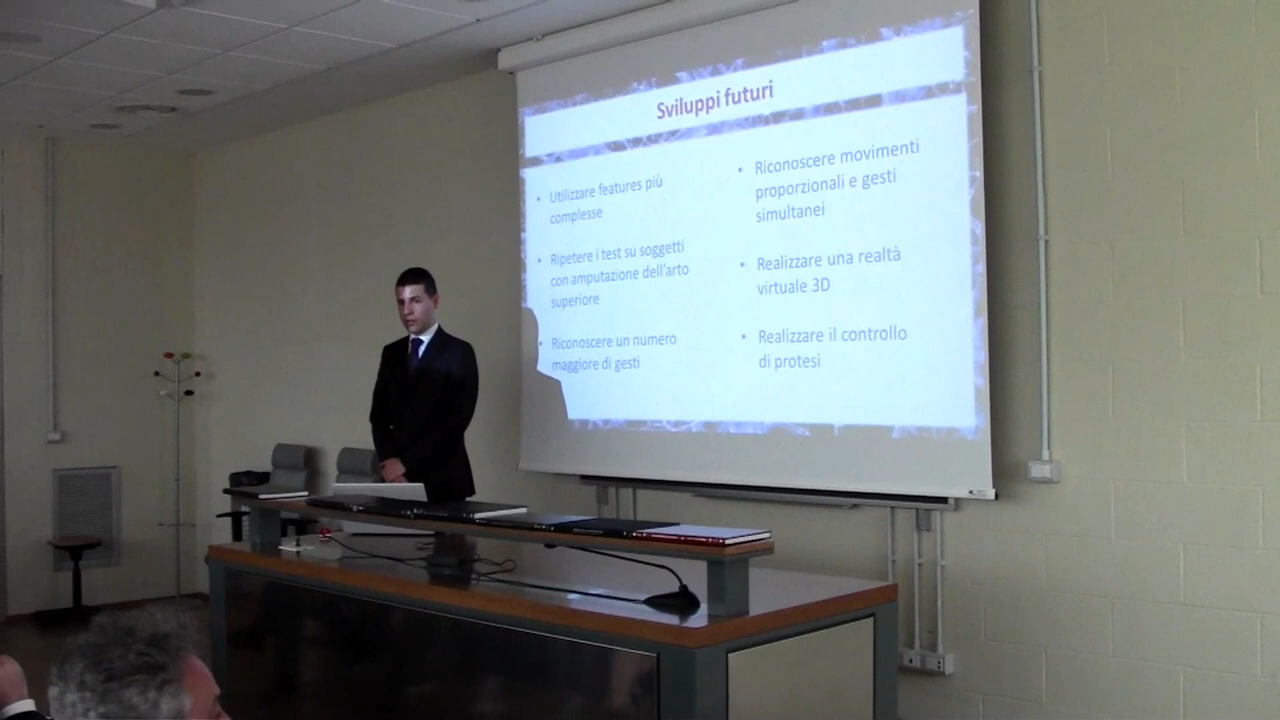 Sviluppi futuri
• Utilizzare features più
complesse
• Ripetere i test su soggetti
con amputazione dell'arto
superiore
• Riconoscere un numero
maggiore di gesti
• Riconoscere movimenti
proporzionali e gesti
simultanei
• Realizzare una realtà
virtuale 3D
• Realizzare il controllo
di protesi